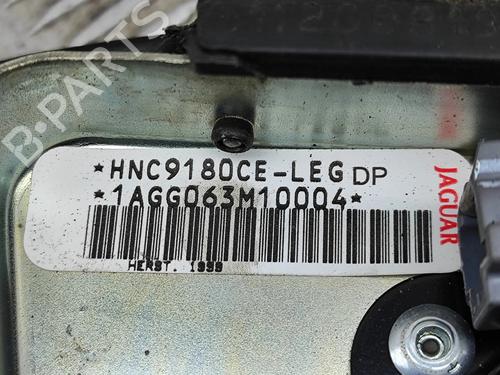 B-PARTS
*HNC9180CE-LEG DP
*1AGG063M10004*
JAGUAR
HERST. 1999